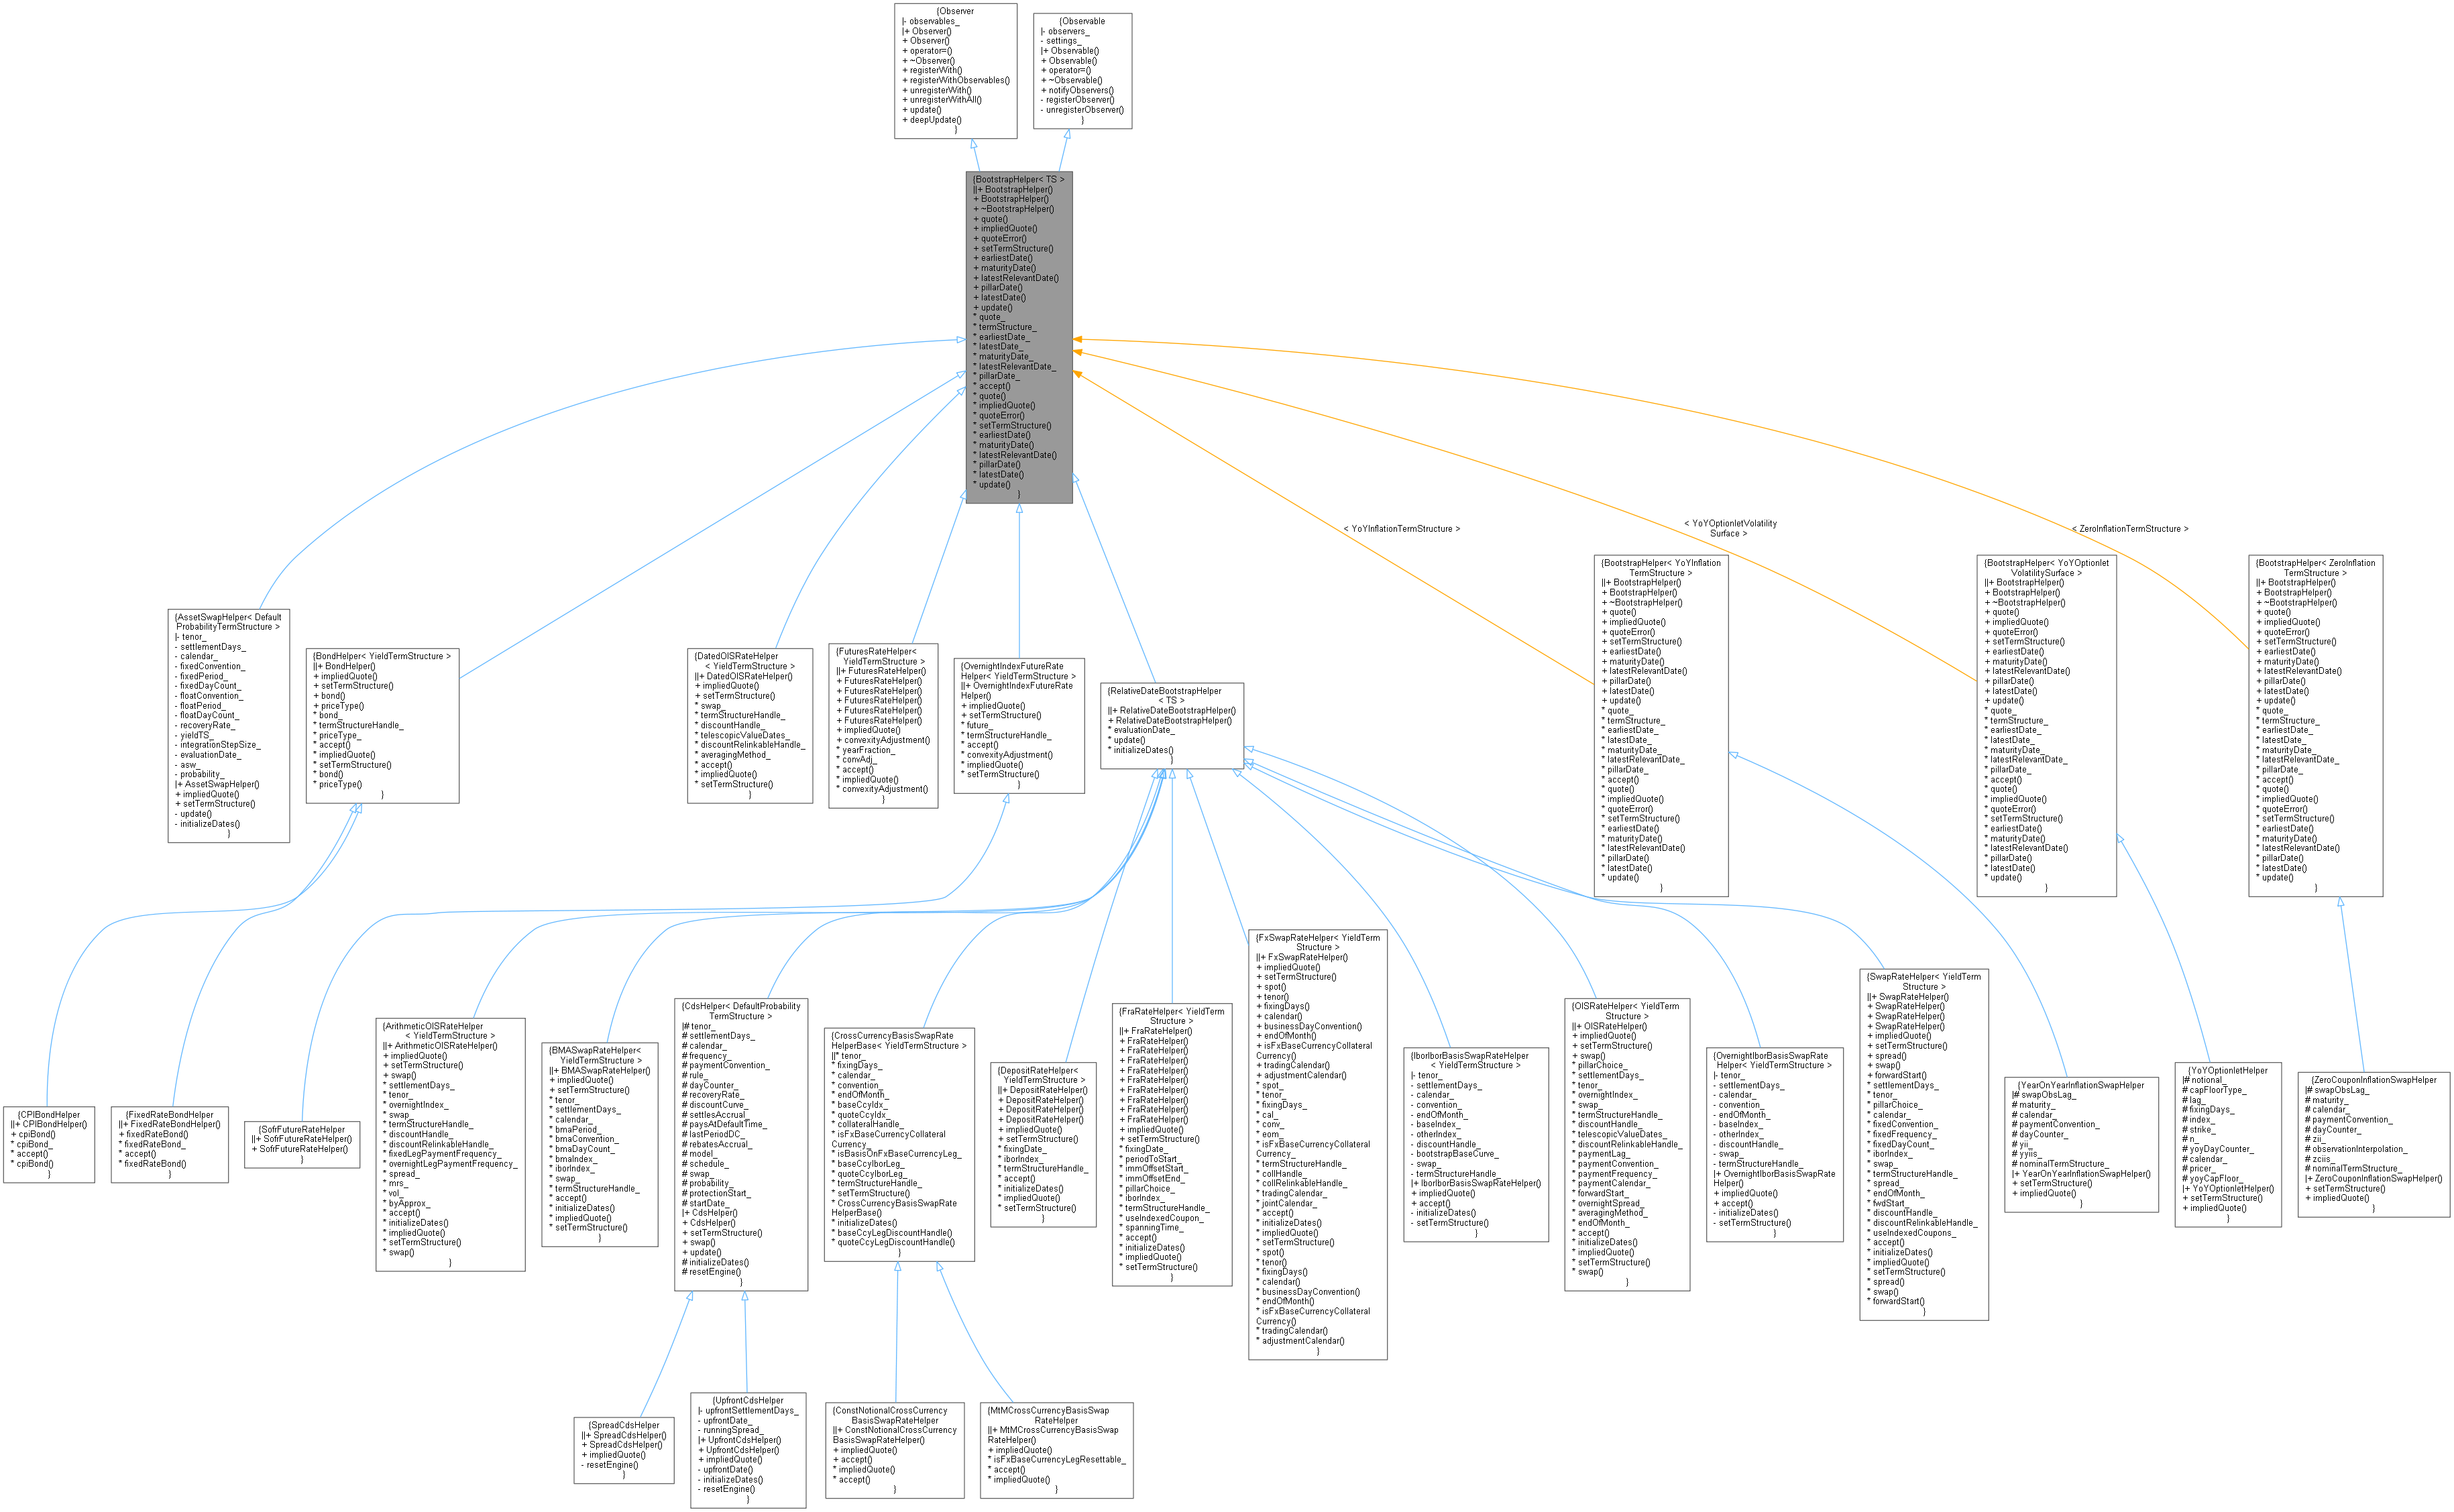 {Observer
|- observables_
|+ Observer()
+ Observer()
+ operator=()
+ ~Observer()
+ registerWith()
+ registerWithObservables()
+ unregisterWith()
+ unregisterWithAll()
+ update()
+ deepUpdate()
}
{Observable
|- observers_
- settings_
|+ Observable()
+ Observable()
+ operator=()
+ ~Observable()
+ notifyObservers()
- registerObserver()
- unregisterObserver()
}
{BootstrapHelper< TS >
||+ BootstrapHelper()
+ BootstrapHelper()
+ ~BootstrapHelper()
+ quote()
+ impliedQuote()
+ quoteError()
+ setTermStructure()
+ earliestDate()
+ maturityDate()
+ latestRelevantDate()
+ pillarDate()
+ latestDate()
+ update()
* quote_
* termStructure_
* earliestDate_
* latestDate_
* maturityDate_
* latestRelevantDate_
* pillarDate_
* accept()
* quote()
* impliedQuote()
* quoteError()
* setTermStructure()
* earliestDate()
* maturityDate()
* latestRelevantDate()
* pillarDate()
* latestDate()
* update()
}
< YoYInflationTermStructure >
< YoYOptionletVolatility
Surface >
< ZeroInflationTermStructure >
{AssetSwapHelper< Default
ProbabilityTermStructure >
|- tenor_
- settlementDays_
- calendar_
- fixedConvention_
- fixedPeriod_
- fixedDayCount_
- floatConvention_
- floatPeriod_
- floatDayCount_
- recoveryRate_
- yieldTS_
- integrationStepSize_
- evaluationDate_
- asw_
- probability_
|+ AssetSwapHelper()
+ impliedQuote()
+ setTermStructure()
- update()
- initializeDates()
}
{BondHelper< YieldTermStructure >
||+ BondHelper()
+ impliedQuote()
+ setTermStructure()
+ bond()
+ priceType()
* bond_
* termStructureHandle_
* priceType_
* accept()
* impliedQuote()
* setTermStructure()
* bond()
* priceType()
}
{DatedOISRateHelper
< YieldTermStructure >
||+ DatedOISRateHelper()
+ impliedQuote()
+ setTermStructure()
* swap_
* termStructureHandle_
* discountHandle_
* telescopicValueDates_
* discountRelinkableHandle_
* averagingMethod_
* accept()
* impliedQuote()
* setTermStructure()
}
{FuturesRateHelper<
YieldTermStructure >
||+ FuturesRateHelper()
+ FuturesRateHelper()
+ FuturesRateHelper()
+ FuturesRateHelper()
+ FuturesRateHelper()
+ FuturesRateHelper()
+ impliedQuote()
+ convexityAdjustment()
* yearFraction_
* convAdj_
* accept()
* impliedQuote()
* convexityAdjustment()
}
{OvernightIndexFutureRate
Helper< YieldTermStructure >
||+ OvernightIndexFutureRate
Helper()
+ impliedQuote()
+ setTermStructure()
* future_
* termStructureHandle_
* accept()
* convexityAdjustment()
* impliedQuote()
* setTermStructure()
}
{RelativeDateBootstrapHelper
< TS >
||+ RelativeDateBootstrapHelper()
+ RelativeDateBootstrapHelper()
* evaluationDate_
* update()
* initializeDates()
}
{BootstrapHelper< YoYInflation
TermStructure >
||+ BootstrapHelper()
+ BootstrapHelper()
+ ~BootstrapHelper()
+ quote()
+ impliedQuote()
+ quoteError()
+ setTermStructure()
+ earliestDate()
+ maturityDate()
+ latestRelevantDate()
+ pillarDate()
+ latestDate()
+ update()
* quote_
* termStructure_
* earliestDate_
* latestDate_
* maturityDate_
* latestRelevantDate_
* pillarDate_
* accept()
* quote()
* impliedQuote()
* quoteError()
* setTermStructure()
* earliestDate()
* maturityDate()
* latestRelevantDate()
* pillarDate()
* latestDate()
* update()
}
{BootstrapHelper< YoYOptionlet
VolatilitySurface >
||+ BootstrapHelper()
+ BootstrapHelper()
+ ~BootstrapHelper()
+ quote()
+ impliedQuote()
+ quoteError()
+ setTermStructure()
+ earliestDate()
+ maturityDate()
+ latestRelevantDate()
+ pillarDate()
+ latestDate()
+ update()
* quote_
* termStructure_
* earliestDate_
* latestDate_
* maturityDate_
* latestRelevantDate_
* pillarDate_
* accept()
* quote()
* impliedQuote()
* quoteError()
* setTermStructure()
* earliestDate()
* maturityDate()
* latestRelevantDate()
* pillarDate()
* latestDate()
* update()
}
{BootstrapHelper< ZeroInflation
TermStructure >
||+ BootstrapHelper()
+ BootstrapHelper()
+ ~BootstrapHelper()
+ quote()
+ impliedQuote()
+ quoteError()
+ setTermStructure()
+ earliestDate()
+ maturityDate()
+ latestRelevantDate()
+ pillarDate()
+ latestDate()
+ update()
* quote_
* termStructure_
* earliestDate_
* latestDate_
* maturityDate_
* latestRelevantDate_
* pillarDate_
* accept()
* quote()
* impliedQuote()
* quoteError()
* setTermStructure()
* earliestDate()
* maturityDate()
* latestRelevantDate()
* pillarDate()
* latestDate()
* update()
}
{CPIBondHelper
||+ CPIBondHelper()
+ cpiBond()
* cpiBond_
* accept()
* cpiBond()
}
{FixedRateBondHelper
||+ FixedRateBondHelper()
+ fixedRateBond()
* fixedRateBond_
* accept()
* fixedRateBond()
}
{SofrFutureRateHelper
||+ SofrFutureRateHelper()
+ SofrFutureRateHelper()
}
{ArithmeticOISRateHelper
< YieldTermStructure >
||+ ArithmeticOISRateHelper()
+ impliedQuote()
+ setTermStructure()
+ swap()
* settlementDays_
* tenor_
* overnightIndex_
* swap_
* termStructureHandle_
* discountHandle_
* discountRelinkableHandle_
* fixedLegPaymentFrequency_
* overnightLegPaymentFrequency_
* spread_
* mrs_
* vol_
* byApprox_
* accept()
* initializeDates()
* impliedQuote()
* setTermStructure()
* swap()
}
{BMASwapRateHelper<
YieldTermStructure >
||+ BMASwapRateHelper()
+ impliedQuote()
+ setTermStructure()
* tenor_
* settlementDays_
* calendar_
* bmaPeriod_
* bmaConvention_
* bmaDayCount_
* bmaIndex_
* iborIndex_
* swap_
* termStructureHandle_
* accept()
* initializeDates()
* impliedQuote()
* setTermStructure()
}
{CdsHelper< DefaultProbability
TermStructure >
|# tenor_
# settlementDays_
# calendar_
# frequency_
# paymentConvention_
# rule_
# dayCounter_
# recoveryRate_
# discountCurve_
# settlesAccrual_
# paysAtDefaultTime_
# lastPeriodDC_
# rebatesAccrual_
# model_
# schedule_
# swap_
# probability_
# protectionStart_
# startDate_
|+ CdsHelper()
+ CdsHelper()
+ setTermStructure()
+ swap()
+ update()
# initializeDates()
# resetEngine()
}
{CrossCurrencyBasisSwapRate
HelperBase< YieldTermStructure >
||* tenor_
* fixingDays_
* calendar_
* convention_
* endOfMonth_
* baseCcyIdx_
* quoteCcyIdx_
* collateralHandle_
* isFxBaseCurrencyCollateral
Currency_
* isBasisOnFxBaseCurrencyLeg_
* baseCcyIborLeg_
* quoteCcyIborLeg_
* termStructureHandle_
* setTermStructure()
* CrossCurrencyBasisSwapRate
HelperBase()
* initializeDates()
* baseCcyLegDiscountHandle()
* quoteCcyLegDiscountHandle()
}
{DepositRateHelper<
YieldTermStructure >
||+ DepositRateHelper()
+ DepositRateHelper()
+ DepositRateHelper()
+ DepositRateHelper()
+ impliedQuote()
+ setTermStructure()
* fixingDate_
* iborIndex_
* termStructureHandle_
* accept()
* initializeDates()
* impliedQuote()
* setTermStructure()
}
{FraRateHelper< YieldTerm
Structure >
||+ FraRateHelper()
+ FraRateHelper()
+ FraRateHelper()
+ FraRateHelper()
+ FraRateHelper()
+ FraRateHelper()
+ FraRateHelper()
+ FraRateHelper()
+ FraRateHelper()
+ FraRateHelper()
+ impliedQuote()
+ setTermStructure()
* fixingDate_
* periodToStart_
* immOffsetStart_
* immOffsetEnd_
* pillarChoice_
* iborIndex_
* termStructureHandle_
* useIndexedCoupon_
* spanningTime_
* accept()
* initializeDates()
* impliedQuote()
* setTermStructure()
}
{FxSwapRateHelper< YieldTerm
Structure >
||+ FxSwapRateHelper()
+ impliedQuote()
+ setTermStructure()
+ spot()
+ tenor()
+ fixingDays()
+ calendar()
+ businessDayConvention()
+ endOfMonth()
+ isFxBaseCurrencyCollateral
Currency()
+ tradingCalendar()
+ adjustmentCalendar()
* spot_
* tenor_
* fixingDays_
* cal_
* conv_
* eom_
* isFxBaseCurrencyCollateral
Currency_
* termStructureHandle_
* collHandle_
* collRelinkableHandle_
* tradingCalendar_
* jointCalendar_
* accept()
* initializeDates()
* impliedQuote()
* setTermStructure()
* spot()
* tenor()
* fixingDays()
* calendar()
* businessDayConvention()
* endOfMonth()
* isFxBaseCurrencyCollateral
Currency()
* tradingCalendar()
* adjustmentCalendar()
}
{IborIborBasisSwapRateHelper
< YieldTermStructure >
|- tenor_
- settlementDays_
- calendar_
- convention_
- endOfMonth_
- baseIndex_
- otherIndex_
- discountHandle_
- bootstrapBaseCurve_
- swap_
- termStructureHandle_
|+ IborIborBasisSwapRateHelper()
+ impliedQuote()
+ accept()
- initializeDates()
- setTermStructure()
}
{OISRateHelper< YieldTerm
Structure >
||+ OISRateHelper()
+ impliedQuote()
+ setTermStructure()
+ swap()
* pillarChoice_
* settlementDays_
* tenor_
* overnightIndex_
* swap_
* termStructureHandle_
* discountHandle_
* telescopicValueDates_
* discountRelinkableHandle_
* paymentLag_
* paymentConvention_
* paymentFrequency_
* paymentCalendar_
* forwardStart_
* overnightSpread_
* averagingMethod_
* endOfMonth_
* accept()
* initializeDates()
* impliedQuote()
* setTermStructure()
* swap()
}
{OvernightIborBasisSwapRate
Helper< YieldTermStructure >
|- tenor_
- settlementDays_
- calendar_
- convention_
- endOfMonth_
- baseIndex_
- otherIndex_
- discountHandle_
- swap_
- termStructureHandle_
|+ OvernightIborBasisSwapRate
Helper()
+ impliedQuote()
+ accept()
- initializeDates()
- setTermStructure()
}
{SwapRateHelper< YieldTerm
Structure >
||+ SwapRateHelper()
+ SwapRateHelper()
+ SwapRateHelper()
+ SwapRateHelper()
+ impliedQuote()
+ setTermStructure()
+ spread()
+ swap()
+ forwardStart()
* settlementDays_
* tenor_
* pillarChoice_
* calendar_
* fixedConvention_
* fixedFrequency_
* fixedDayCount_
* iborIndex_
* swap_
* termStructureHandle_
* spread_
* endOfMonth_
* fwdStart_
* discountHandle_
* discountRelinkableHandle_
* useIndexedCoupons_
* accept()
* initializeDates()
* impliedQuote()
* setTermStructure()
* spread()
* swap()
* forwardStart()
}
{YearOnYearInflationSwapHelper
|# swapObsLag_
# maturity_
# calendar_
# paymentConvention_
# dayCounter_
# yii_
# yyiis_
# nominalTermStructure_
|+ YearOnYearInflationSwapHelper()
+ setTermStructure()
+ impliedQuote()
}
{YoYOptionletHelper
|# notional_
# capFloorType_
# lag_
# fixingDays_
# index_
# strike_
# n_
# yoyDayCounter_
# calendar_
# pricer_
# yoyCapFloor_
|+ YoYOptionletHelper()
+ setTermStructure()
+ impliedQuote()
}
{ZeroCouponInflationSwapHelper
|# swapObsLag_
# maturity_
# calendar_
# paymentConvention_
# dayCounter_
# zii_
# observationInterpolation_
# zciis_
# nominalTermStructure_
|+ ZeroCouponInflationSwapHelper()
+ setTermStructure()
+ impliedQuote()
}
{SpreadCdsHelper
||+ SpreadCdsHelper()
+ SpreadCdsHelper()
+ impliedQuote()
- resetEngine()
}
{UpfrontCdsHelper
|- upfrontSettlementDays_
- upfrontDate_
- runningSpread_
|+ UpfrontCdsHelper()
+ UpfrontCdsHelper()
+ impliedQuote()
- upfrontDate()
- initializeDates()
- resetEngine()
}
{ConstNotionalCrossCurrency
BasisSwapRateHelper
||+ ConstNotionalCrossCurrency
BasisSwapRateHelper()
+ impliedQuote()
+ accept()
* impliedQuote()
* accept()
}
{MtMCrossCurrencyBasisSwap
RateHelper
||+ MtMCrossCurrencyBasisSwap
RateHelper()
+ impliedQuote()
* isFxBaseCurrencyLegResettable_
* accept()
* impliedQuote()
}